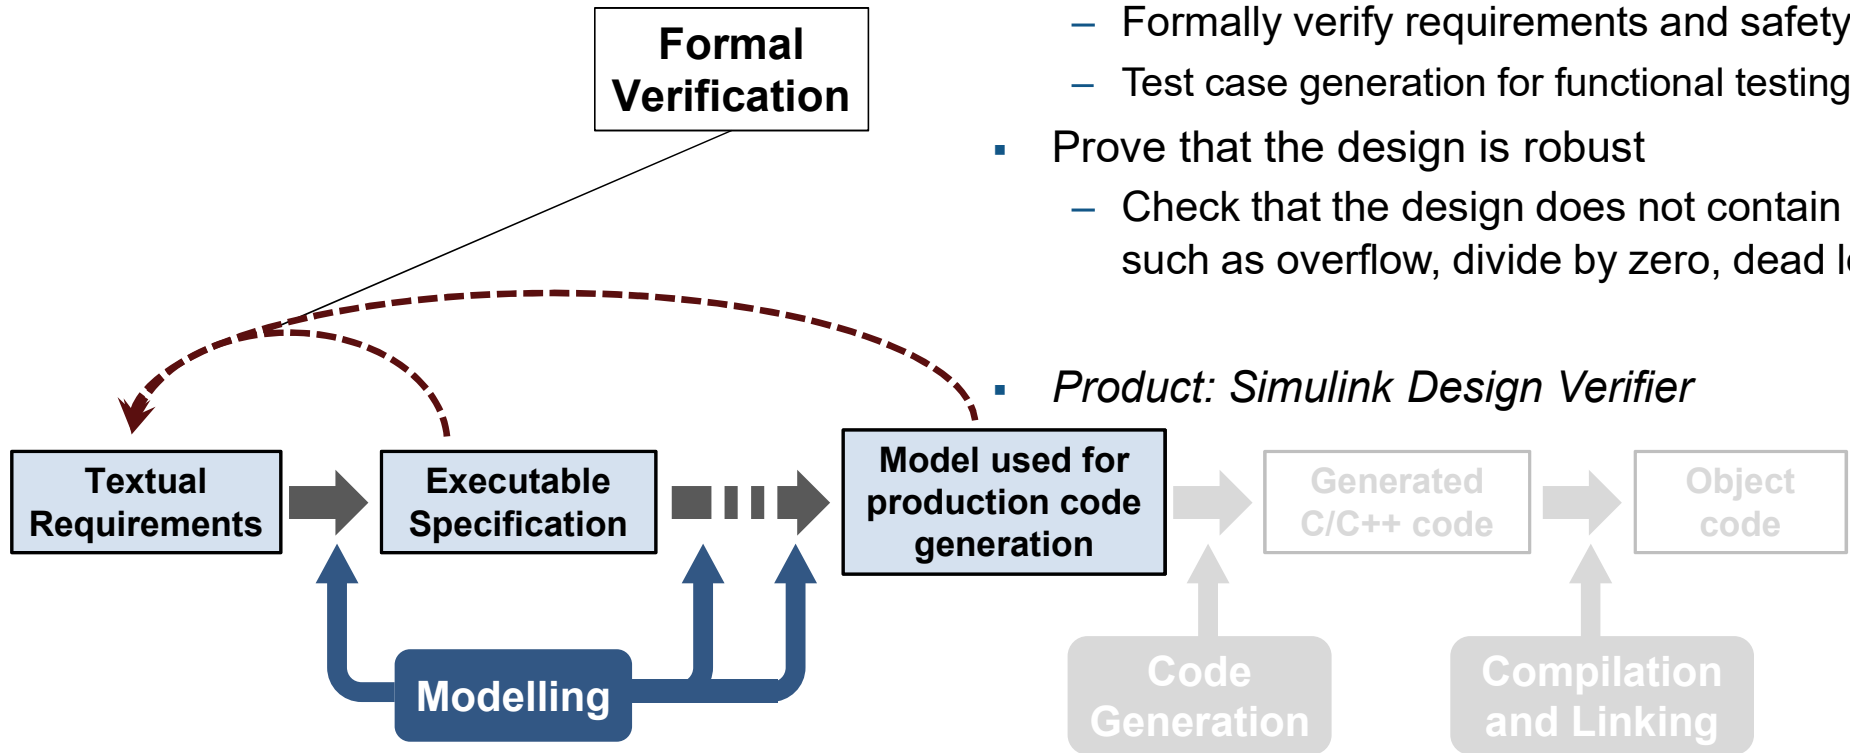 Formal
Verification
– Formally verify requirements and safety
– Test case generation for functional testing
▪ Prove that the design is robust
– Check that the design does not contain
such as overflow, divide by zero, dead
▪ Product: Simulink Design Verifier
Textual
Requirements
Executable
Specification
Model used for
production code
generation
Generated
C/C++ code
Object
code
Modelling
Code
Generation
Compilation
and Linking